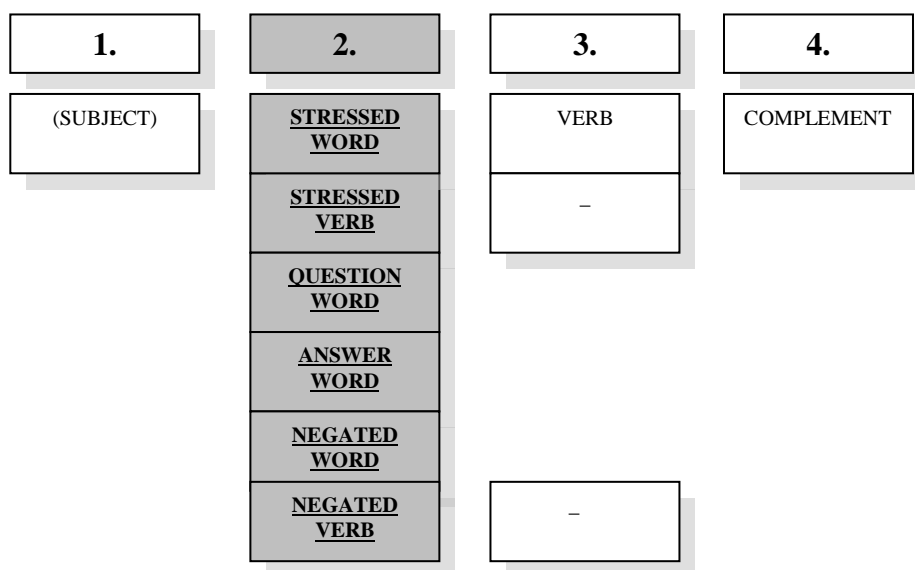 1. 2. 3. 4.
(SUBJECT) STRESSED VERB COMPLEMENT
WORD
STRESSED –
VERB
QUESTION
WORD
ANSWER
WORD
NEGATED
WORD
NEGATED –
VERB